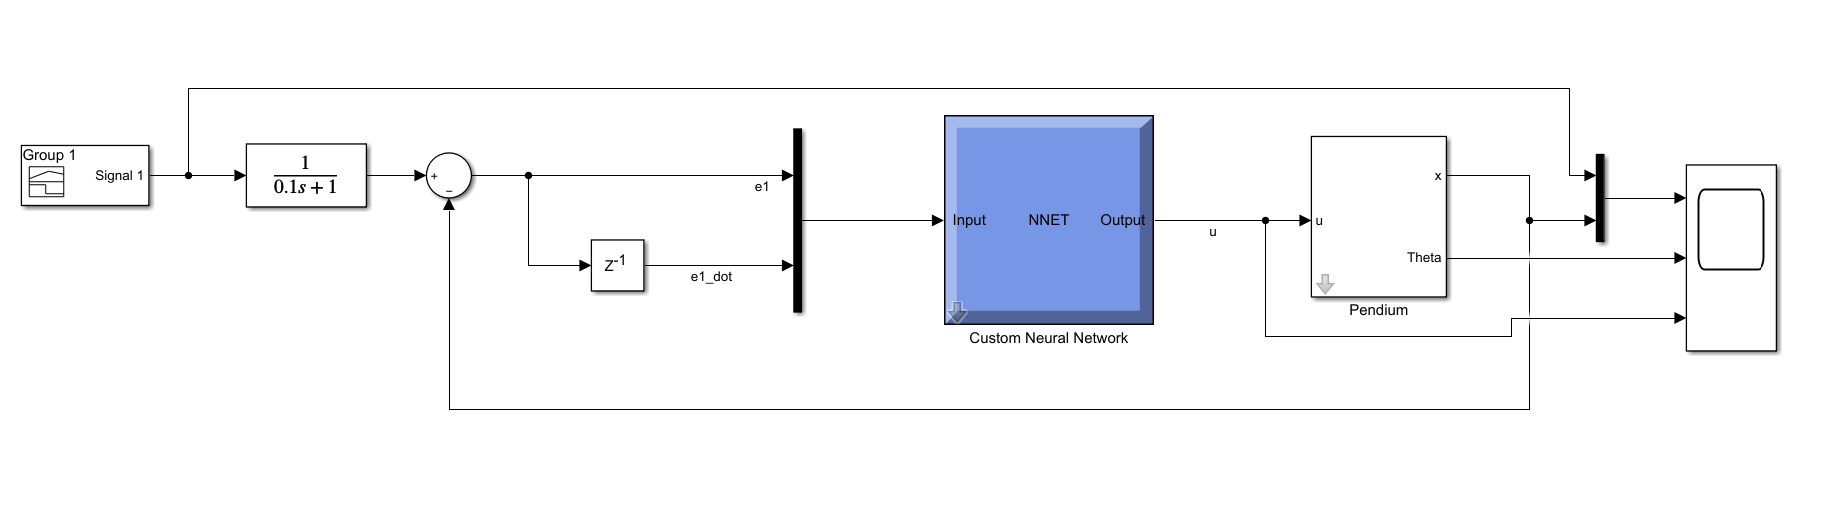 Group 1
Signal 1
1
0.1s + 1
+
−
e1
Z-1
e1_dot
Input
NNET
Output
Custom Neural Network
u
u
x
Theta
Pendium